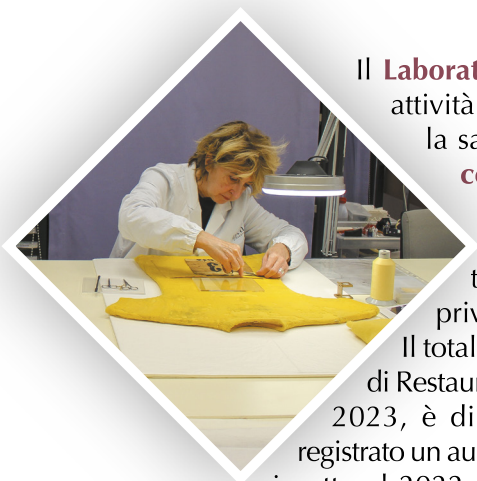 Il Laborat
attività
la sa
co
t
priv
Il total
di Restaur
2023, è di
registrato un au